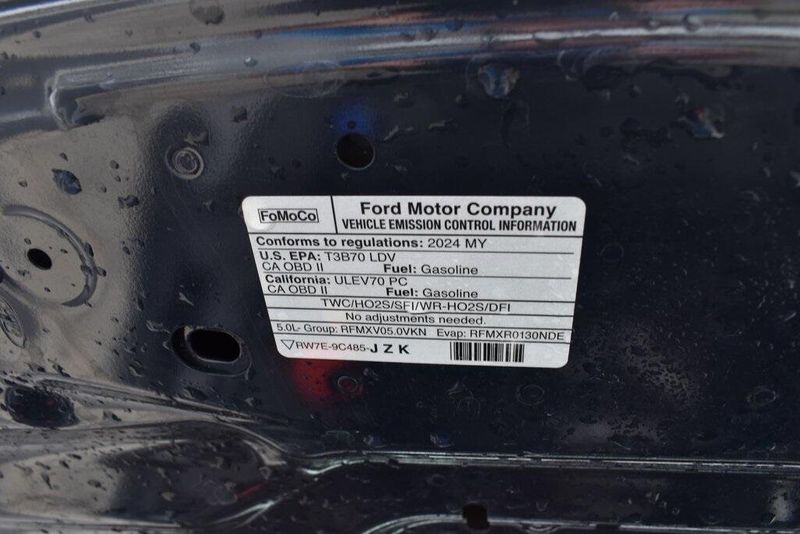 FoMoCo
Ford Motor Company
VEHICLE EMISSION CONTROL INFORMATION
Conforms to regulations: 2024 MY
U.S. EPA: T3B70 LDV
CA OBD II Fuel: Gasoline
California: ULEV70 PC
CA OBD II Fuel: Gasoline
TWC/HO2S/SFI/WR-HO2S/DFI
No adjustments needed.
5.0L- Group: RFMXV05.0VKN Evap: RFMXR0130NDE
RW7E-9C485-JZK